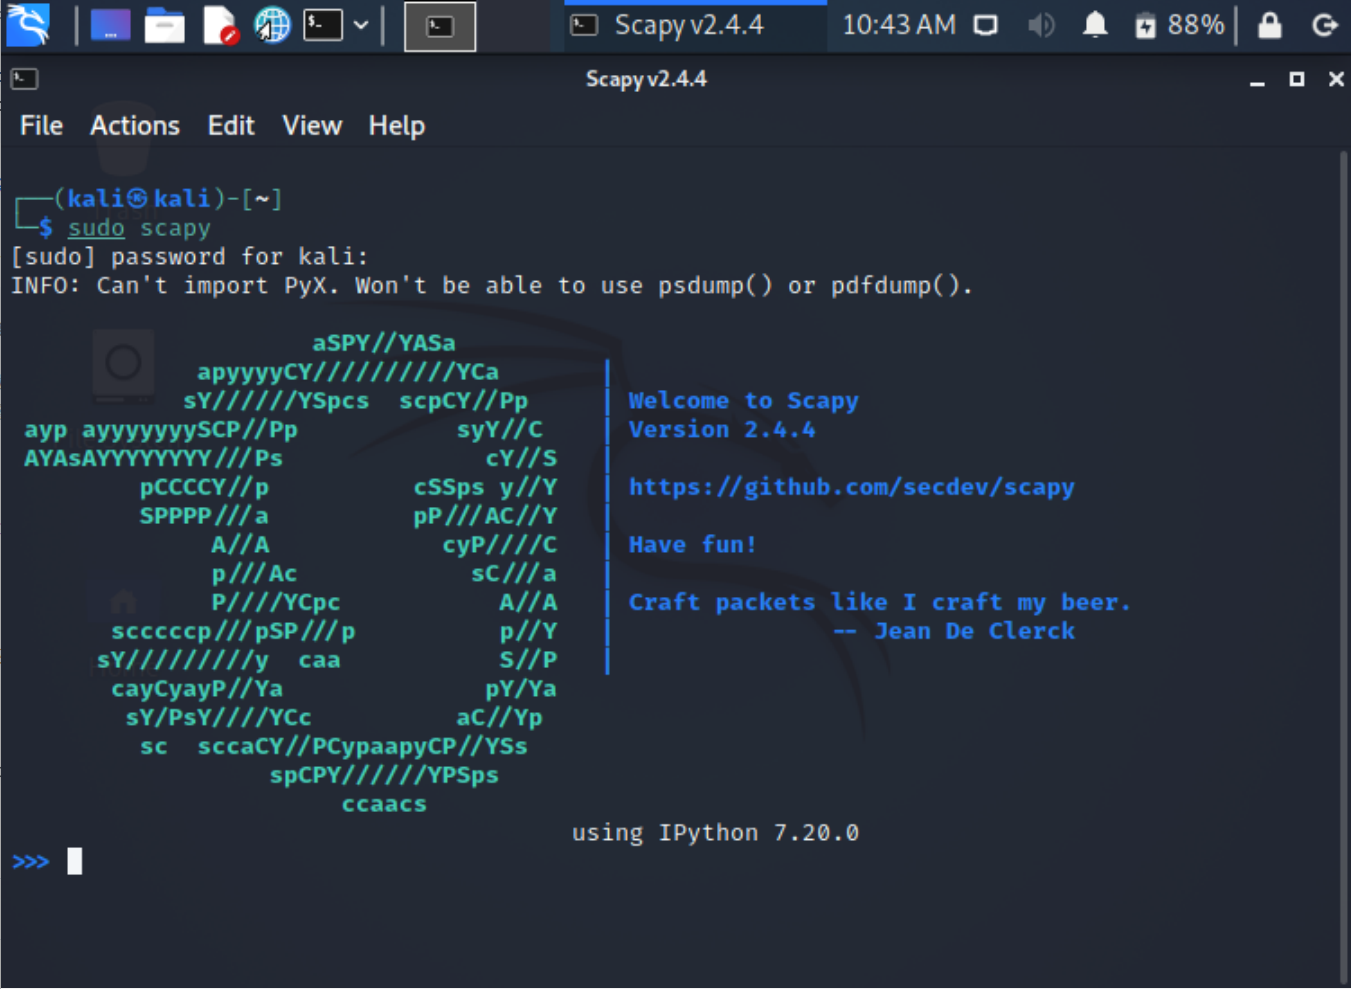 Scapy v2.4.4 10:43 AM 88%
Scapy v2.4.4
File Actions Edit View Help
┌──(kali㉿kali)-[~]
└─$ sudo scapy
[sudo] password for kali:
INFO: Can't import PyX. Won't be able to use psdump() or pdfdump().
aSPY//YASa
apyyyyCY//////////YCa |
sY//////YSpcs  scpCY//Pp | Welcome to Scapy
ayp ayyyyyyySCP//Pp           syY//C | Version 2.4.4
AYAsAYYYYYYYY///Ps              cY//S |
pCCCCY//p          cSSps y//Y | https://github.com/secdev/scapy
SPPPP///a          pP///AC//Y |
A//A            cyP////C | Have fun!
p///Ac            sC///a |
P////YCpc           A//A | Craft packets like I craft my beer.
scccccp///pSP///p          p//Y | -- Jean De Clerck
sY/////////y  caa           S//P |
cayCyayP//Ya              pY/Ya
sY/PsY////YCc          aC//Yp
sc  sccaCY//PCypaapyCP//YSs
spCPY//////YPSps
ccaacs
using IPython 7.20.0
>>>